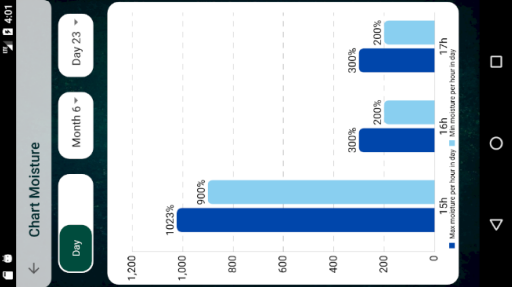 4:01
Chart Moisture
Day
Month 6
Day 23
1,200
1,000
800
600
400
200
0
1023%
900%
300%
200%
300%
200%
15h
16h
17h
Max moisture per hour in day
Min moisture per hour in day